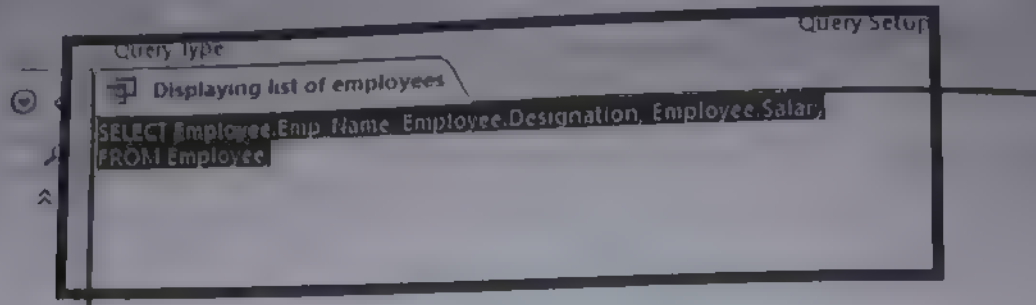 Query Setup
Query Type
Displaying list of employees
SELECT Employee.Emp_Name, Employee.Designation, Employee.Salary
FROM Employee;